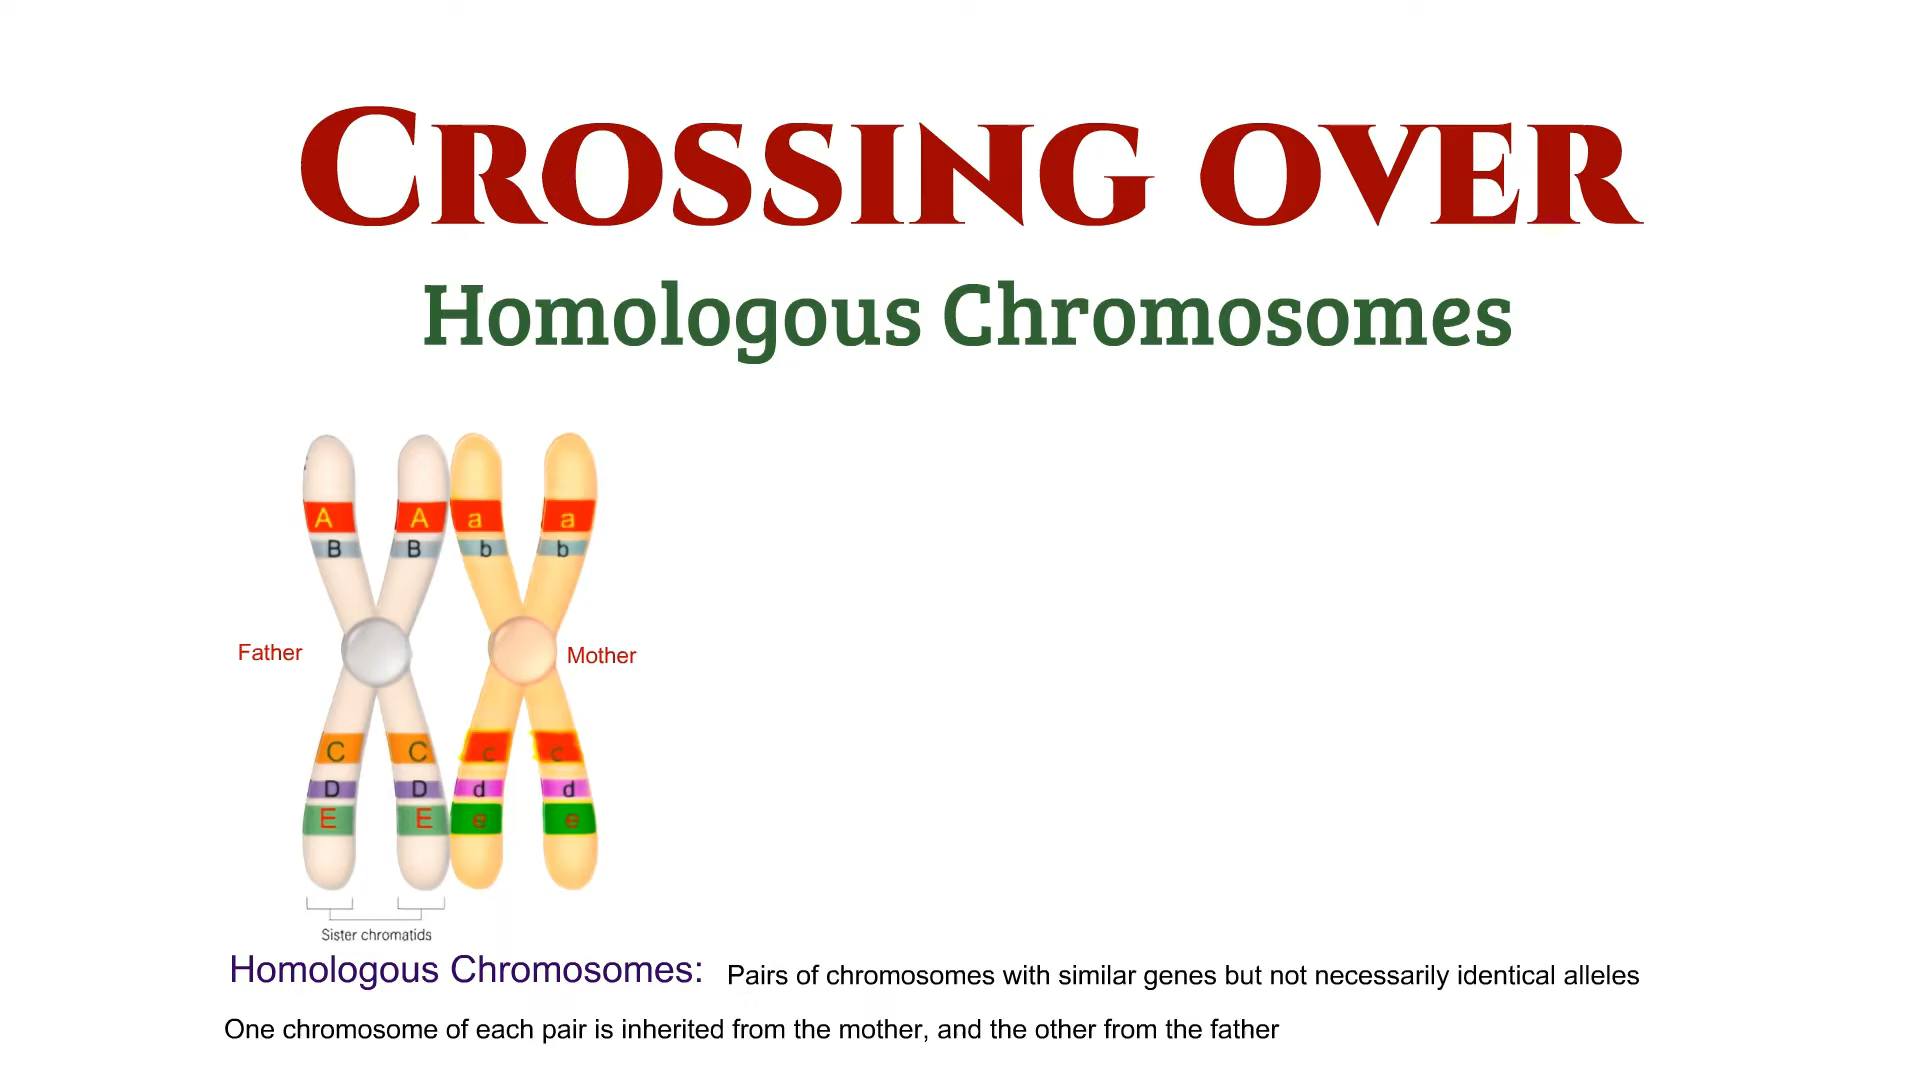 Crossing over
Homologous Chromosomes
A A a a
B B b b
Father Mother
C C c c
D D d d
E E e e
Sister chromatids
Homologous Chromosomes: Pairs of chromosomes with similar genes but not necessarily identical alleles
One chromosome of each pair is inherited from the mother, and the other from the father